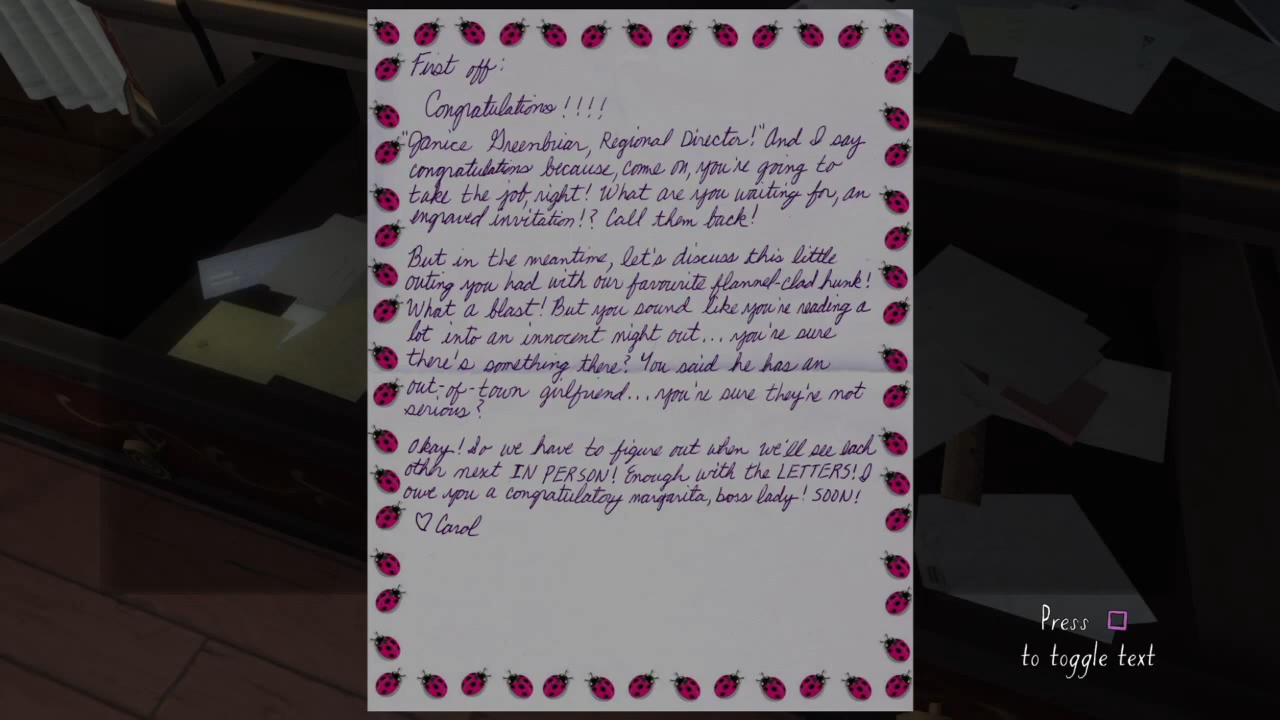 First off:
Congratulations!!!!
"Janice Greenbriar, Regional Director!" And I say
congratulations because, come on, you're going to
take the job, right! What are you waiting for, an
engraved invitation!? Call them back!
But in the meantime, let's discuss this little
outing you had with our favourite flannel-clad hunk!
What a blast! But you sound like you're reading a
lot into an innocent night out... you're sure
there's something there? You said he has an
out-of-town girlfriend... you're sure they're not
serious?
Okay! So we have to figure out when we'll see each
other next IN PERSON! Enough with the LETTERS! I
owe you a congratulatory margarita, boss lady! SOON!
♡ Carol
Press □
to toggle text